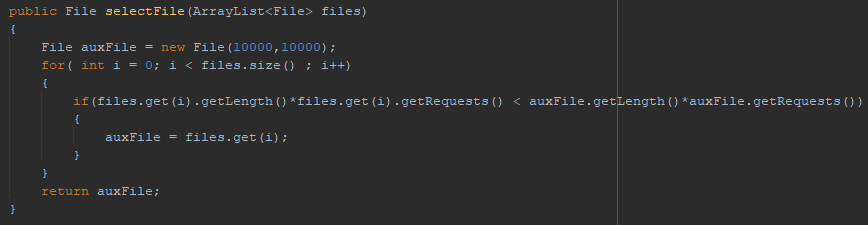 public File selectFile(ArrayList<File> files)
{
    File auxFile = new File(10000,10000);
    for( int i = 0; i < files.size() ; i++)
    {
        if(files.get(i).getLength()*files.get(i).getRequests() < auxFile.getLength()*auxFile.getRequests())
        {
            auxFile = files.get(i);
        }
    }
    return auxFile;
}